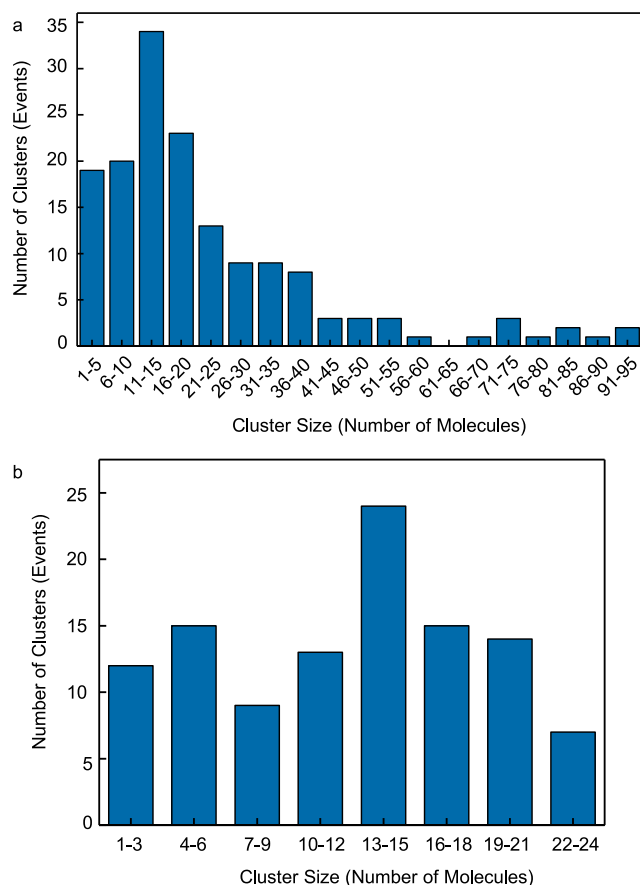 a
Number of Clusters (Events)
35
30
25
20
15
10
5
0
1-5 6-10 11-15 16-20 21-25 26-30 31-35 36-40 41-45 46-50 51-55 56-60 61-65 66-70 71-75 76-80 81-85 86-90 91-95
Cluster Size (Number of Molecules)
b
Number of Clusters (Events)
25
20
15
10
5
0
1-3 4-6 7-9 10-12 13-15 16-18 19-21 22-24
Cluster Size (Number of Molecules)